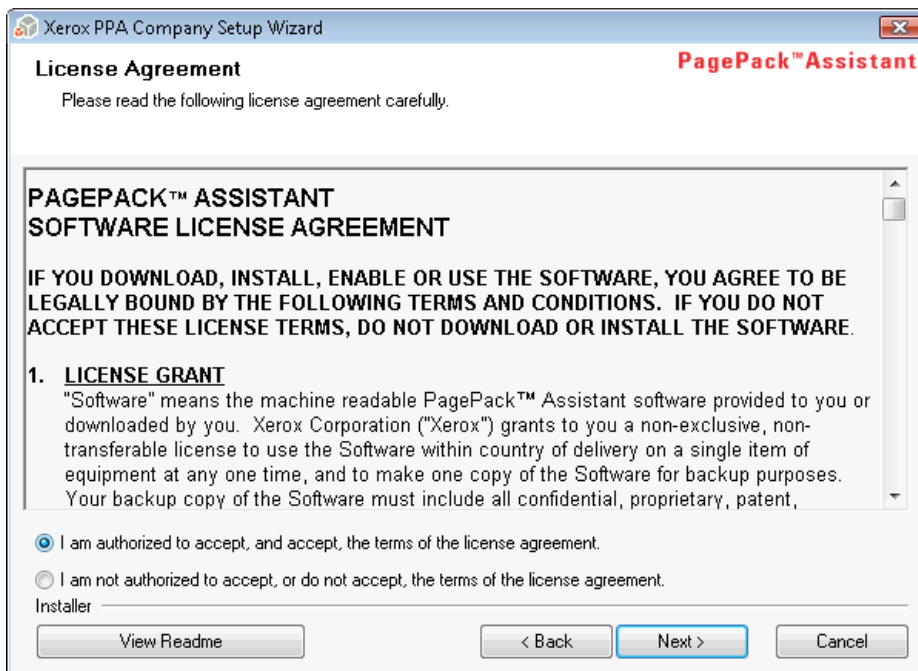 Xerox PPA Company Setup Wizard
License Agreement
PagePack™Assistant
Please read the following license agreement carefully.
PAGEPACK™ ASSISTANT
SOFTWARE LICENSE AGREEMENT
IF YOU DOWNLOAD, INSTALL, ENABLE OR USE THE SOFTWARE, YOU AGREE TO BE
LEGALLY BOUND BY THE FOLLOWING TERMS AND CONDITIONS.  IF YOU DO NOT
ACCEPT THESE LICENSE TERMS, DO NOT DOWNLOAD OR INSTALL THE SOFTWARE.
1. LICENSE GRANT
"Software" means the machine readable PagePack™ Assistant software provided to you or
downloaded by you.  Xerox Corporation ("Xerox") grants to you a non-exclusive, non-
transferable license to use the Software within country of delivery on a single item of
equipment at any one time, and to make one copy of the Software for backup purposes.
Your backup copy of the Software must include all confidential, proprietary, patent,
I am authorized to accept, and accept, the terms of the license agreement.
I am not authorized to accept, or do not accept, the terms of the license agreement.
Installer
View Readme
< Back
Next >
Cancel